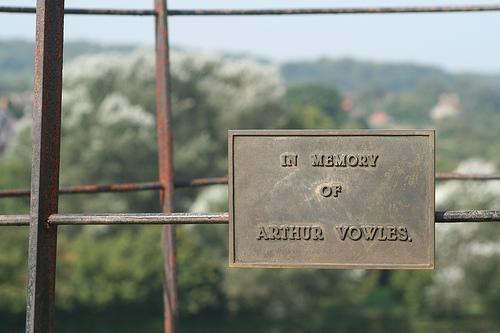 IN MEMORY
OF
ARTHUR VOWLES.